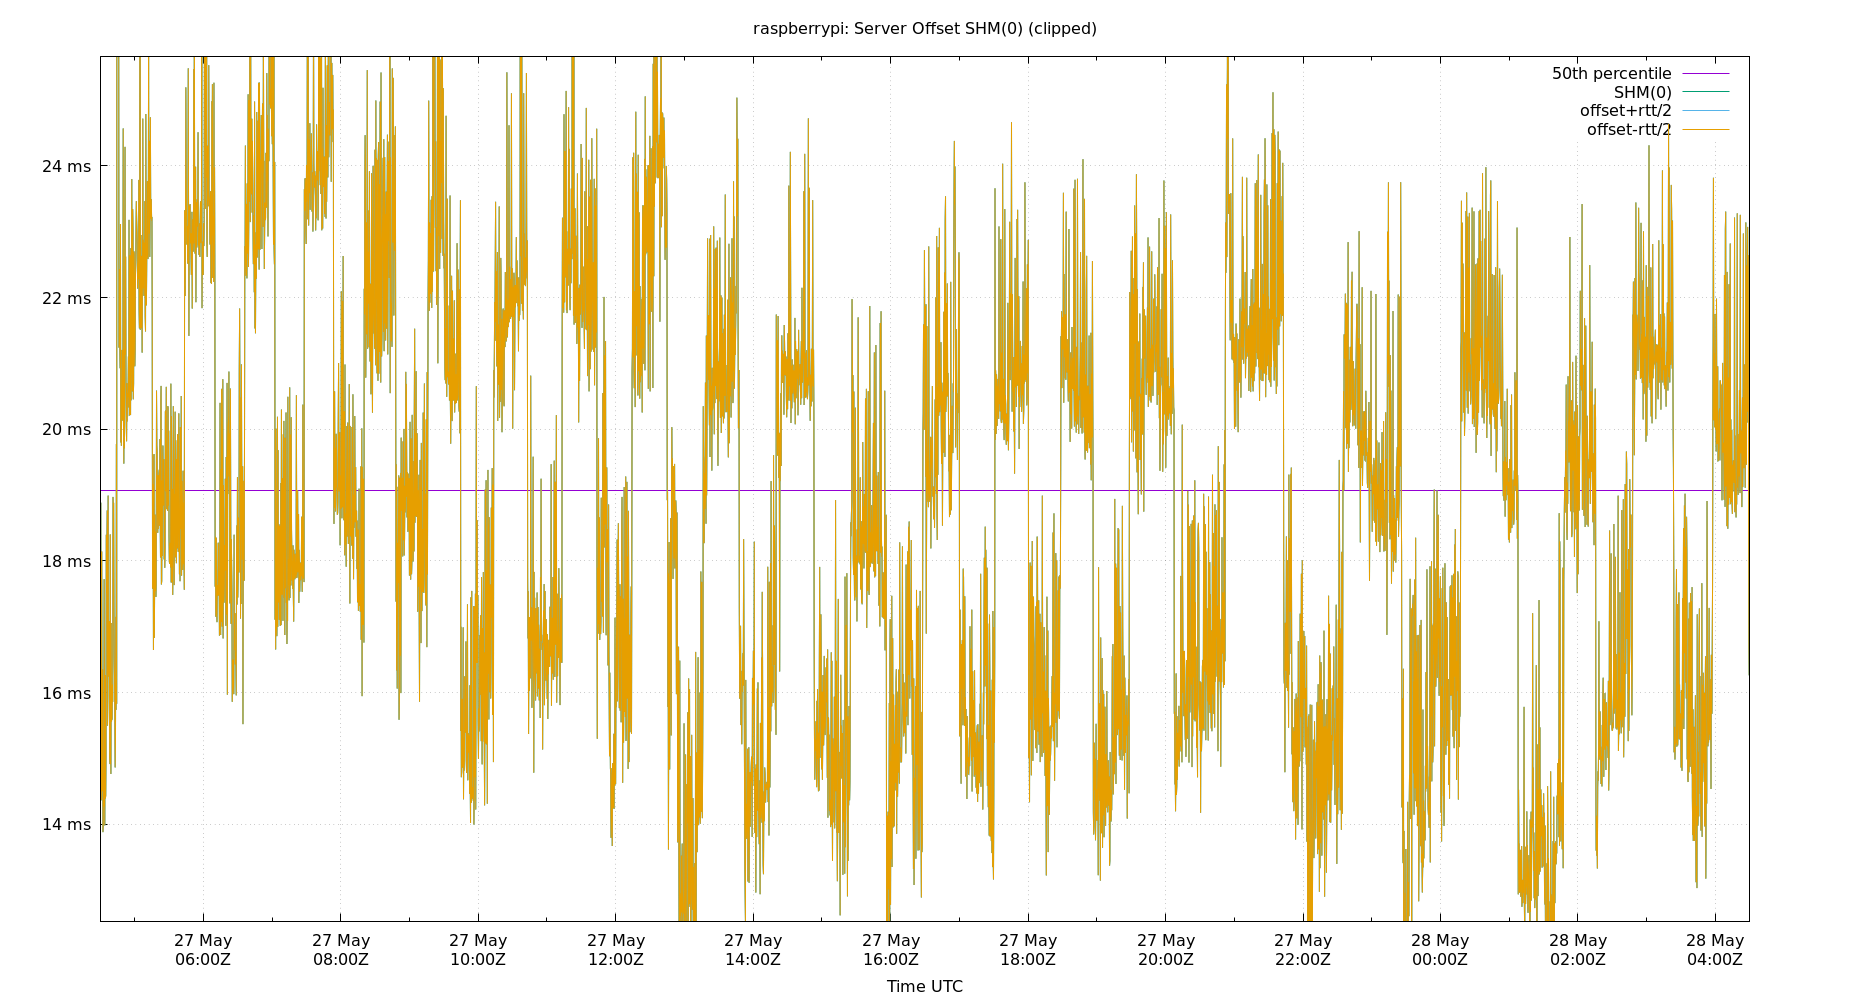 raspberrypi: Server Offset SHM(0) (clipped)
50th percentile
SHM(0)
offset+rtt/2
offset-rtt/2
24 ms
22 ms
20 ms
18 ms
16 ms
14 ms
27 May 27 May 27 May 27 May 27 May 27 May 27 May 27 May 27 May 28 May 28 May 28 May
06:00Z 08:00Z 10:00Z 12:00Z 14:00Z 16:00Z 18:00Z 20:00Z 22:00Z 00:00Z 02:00Z 04:00Z
Time UTC